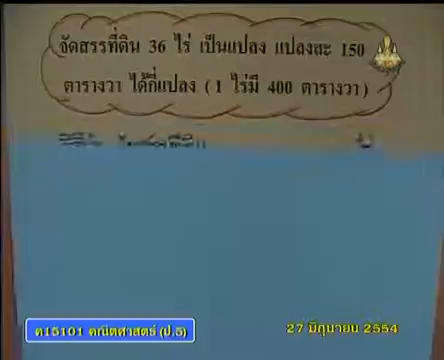 จัดสรรที่ดิน 36 ไร่ เป็นแปลง แปลงละ 150
ตารางวา ได้กี่แปลง ( 1 ไร่มี 400 ตารางวา )
ค15101 คณิตศาสตร์ (ป.5)
27 มิถุนายน 2554